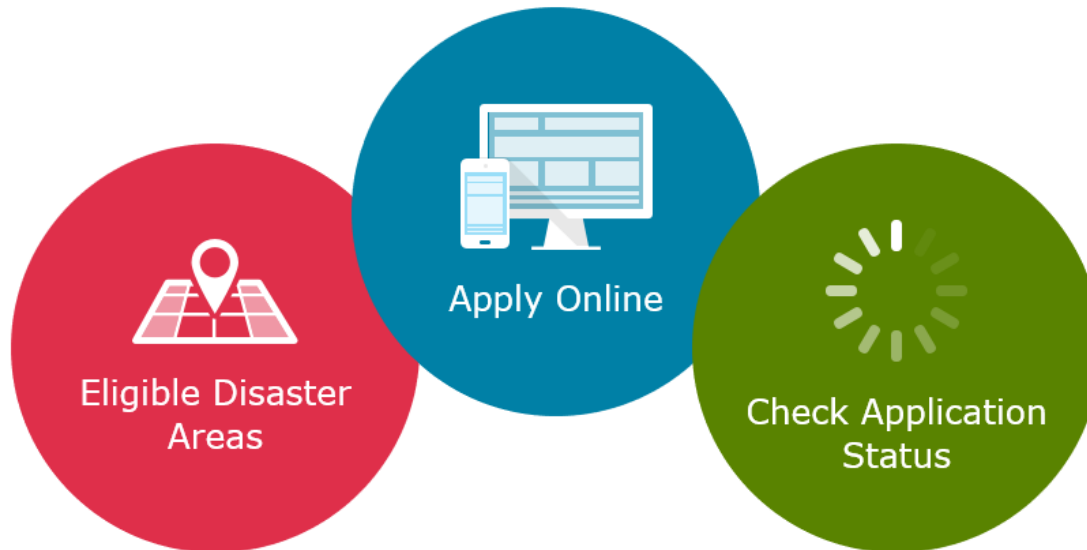 Eligible Disaster
Areas
Apply Online
Check Application
Status